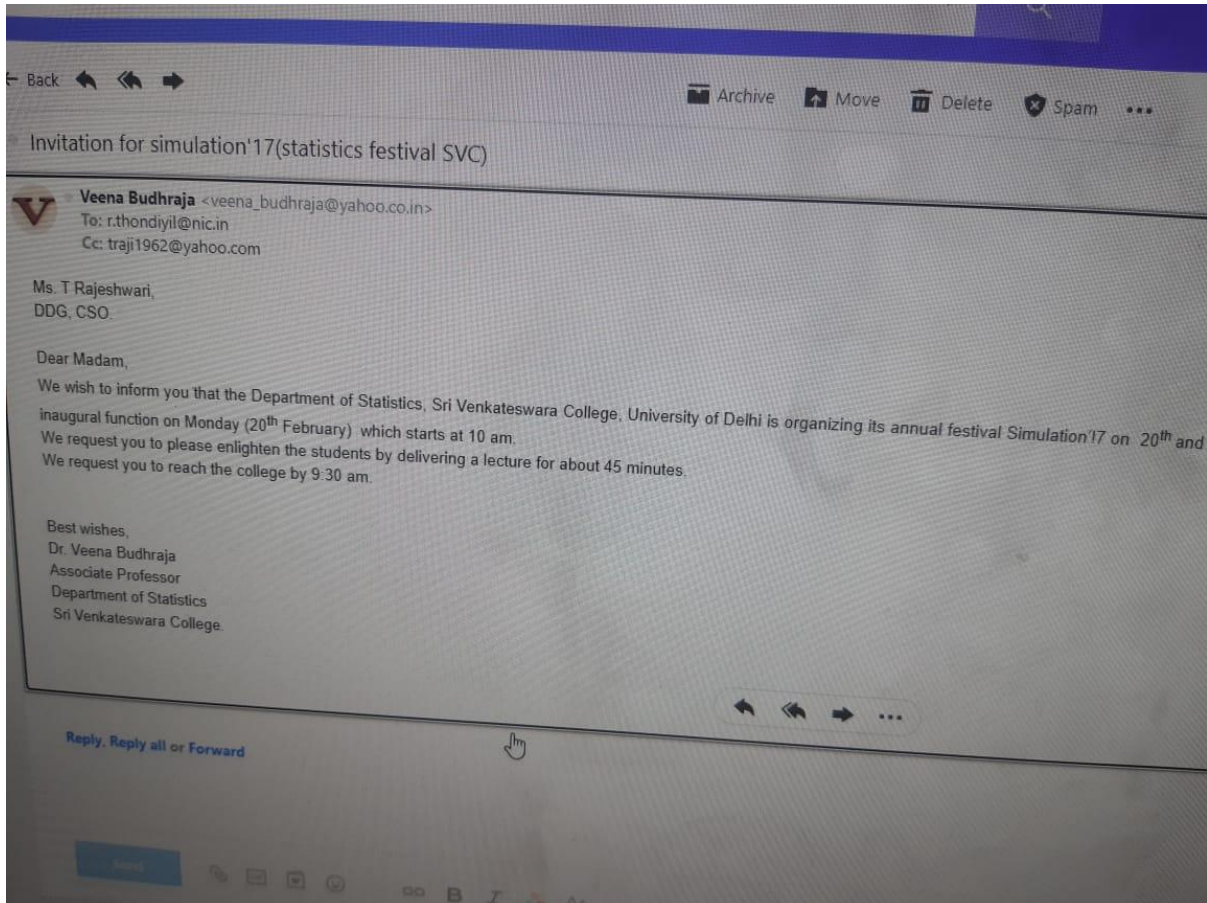 Back
Archive Move Delete Spam
Invitation for simulation'17(statistics festival SVC)
V
Veena Budhraja <veena_budhraja@yahoo.co.in>
To: r.thondiyil@nic.in
Cc: traji1962@yahoo.com
Ms. T Rajeshwari,
DDG, CSO.
Dear Madam,
We wish to inform you that the Department of Statistics, Sri Venkateswara College, University of Delhi is organizing its annual festival Simulation'17 on 20th and
inaugural function on Monday (20th February) which starts at 10 am.
We request you to please enlighten the students by delivering a lecture for about 45 minutes.
We request you to reach the college by 9:30 am.
Best wishes,
Dr. Veena Budhraja
Associate Professor
Department of Statistics
Sri Venkateswara College.
Reply, Reply all or Forward
Send
B I